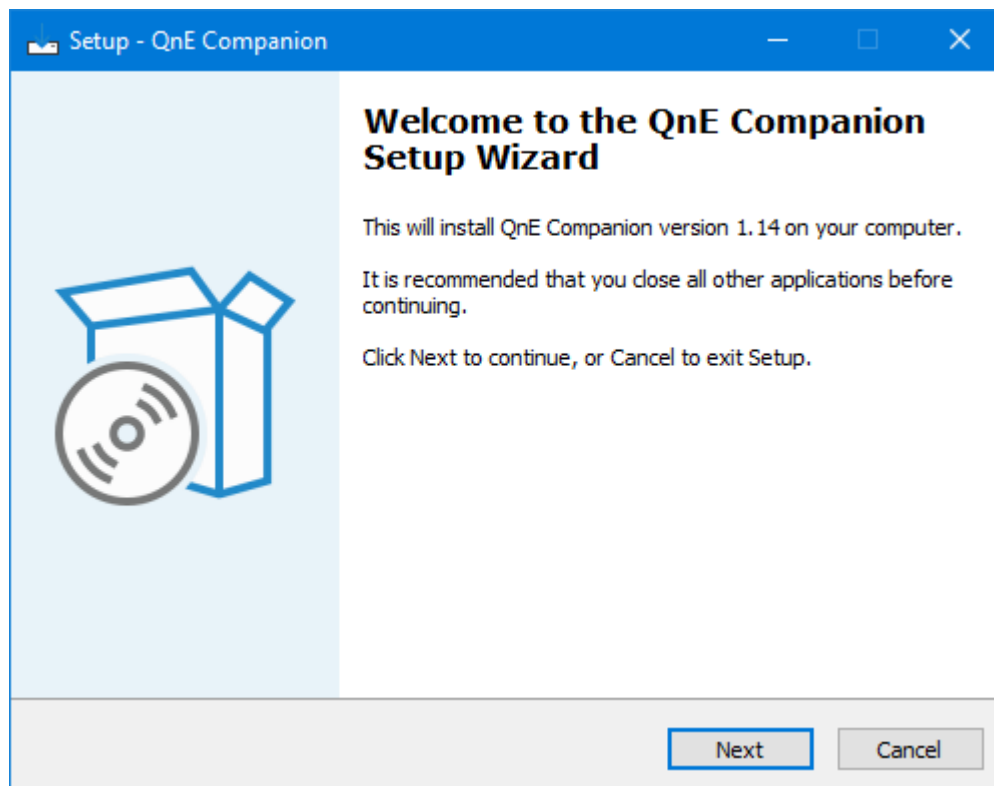 Setup - QnE Companion
Welcome to the QnE Companion
Setup Wizard
This will install QnE Companion version 1.14 on your computer.
It is recommended that you close all other applications before
continuing.
Click Next to continue, or Cancel to exit Setup.
Next
Cancel